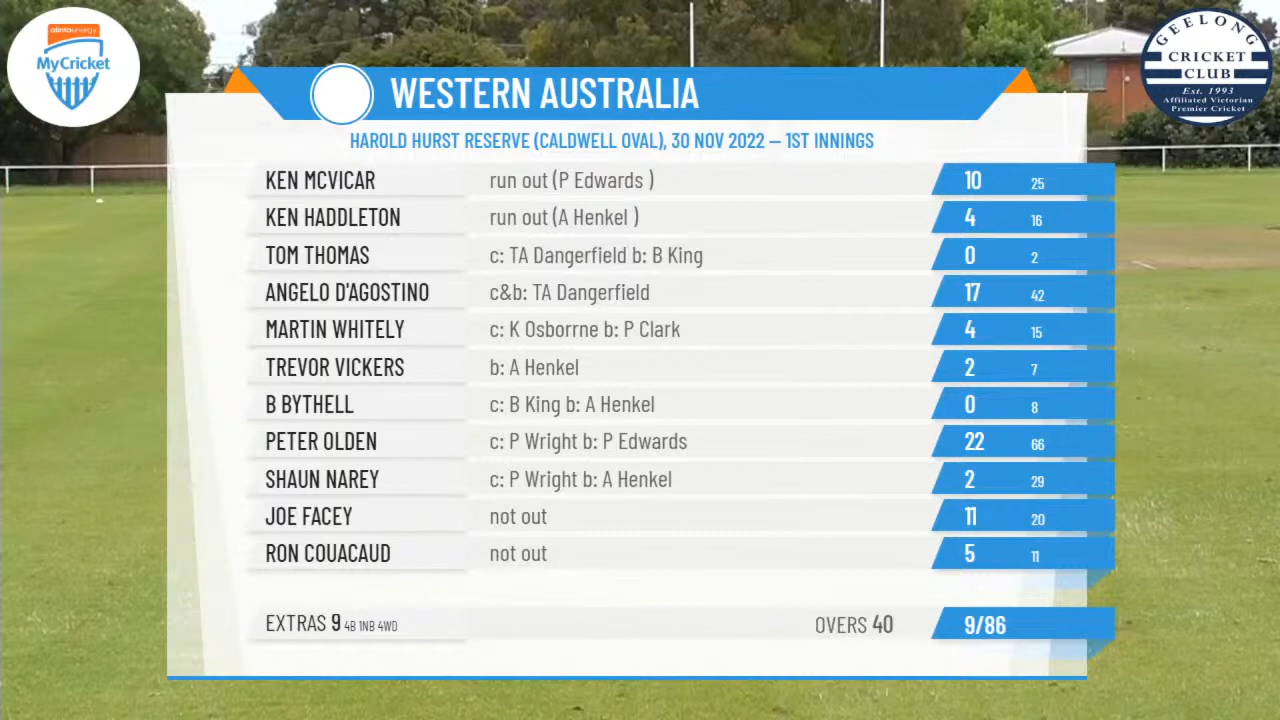 alintaenergy
MyCricket
GEELONG
CRICKET
CLUB
Est. 1993
Affiliated Victorian
Premier Cricket
WESTERN AUSTRALIA
HAROLD HURST RESERVE (CALDWELL OVAL), 30 NOV 2022 – 1ST INNINGS
KEN MCVICAR run out (P Edwards ) 10 25
KEN HADDLETON run out (A Henkel ) 4 16
TOM THOMAS c: TA Dangerfield b: B King 0 2
ANGELO D'AGOSTINO c&b: TA Dangerfield 17 42
MARTIN WHITELY c: K Osborrne b: P Clark 4 15
TREVOR VICKERS b: A Henkel 2 7
B BYTHELL c: B King b: A Henkel 0 8
PETER OLDEN c: P Wright b: P Edwards 22 66
SHAUN NAREY c: P Wright b: A Henkel 2 29
JOE FACEY not out 11 20
RON COUACAUD not out 5 11
EXTRAS 9 4B 1NB 4WD OVERS 40 9/86